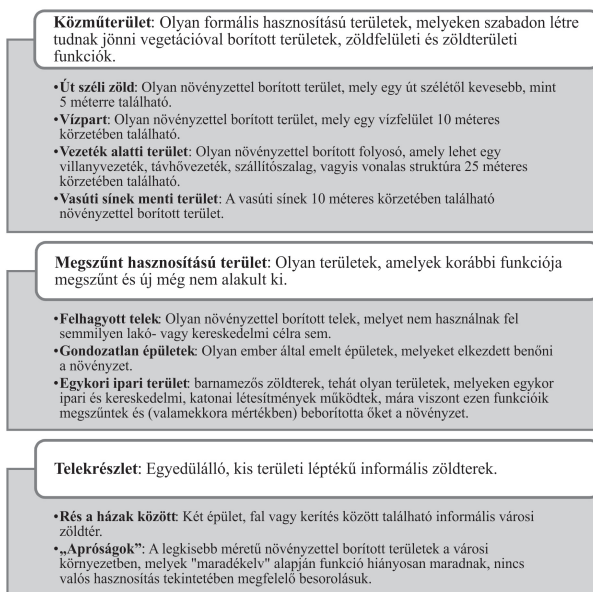 Közműterület: Olyan formális hasznosítású területek, melyeken szabadon létre
tudnak jönni vegetációval borított területek, zöldfelületi és zöldterületi
funkciók.
•Út széli zöld: Olyan növényzettel borított terület, mely egy út szélétől kevesebb, mint
5 méterre található.
•Vízpart: Olyan növényzettel borított terület, mely egy vízfelület 10 méteres
körzetében található.
•Vezeték alatti terület: Olyan növényzettel borított folyosó, amely lehet egy
villanyvezeték, távhővezeték, szállítószalag, vagyis vonalas struktúra 25 méteres
körzetében található.
•Vasúti sínek menti terület: A vasúti sínek 10 méteres körzetében található
növényzettel borított terület.
Megszűnt hasznosítású terület: Olyan területek, amelyek korábbi funkciója
megszűnt és új még nem alakult ki.
•Felhagyott telek: Olyan növényzettel borított telek, melyet nem használnak fel
semmilyen lakó- vagy kereskedelmi célra sem.
•Gondozatlan épületek: Olyan ember által emelt épületek, melyeket elkezdett benőni
a növényzet.
•Egykori ipari terület: barnamezős zöldterek, tehát olyan területek, melyeken egykor
ipari és kereskedelmi, katonai létesítmények működtek, mára viszont ezen funkcióik
megszűntek és (valamekkora mértékben) beborította őket a növényzet.
Telekrészlet: Egyedülálló, kis területi léptékű informális zöldterek.
•Rés a házak között: Két épület, fal vagy kerítés között található informális városi
zöldtér.
•„Apróságok”: A legkisebb méretű növényzettel borított területek a városi
környezetben, melyek "maradékelv" alapján funkció hiányosan maradnak, nincs
valós hasznosítás tekintetében megfelelő besorolásuk.